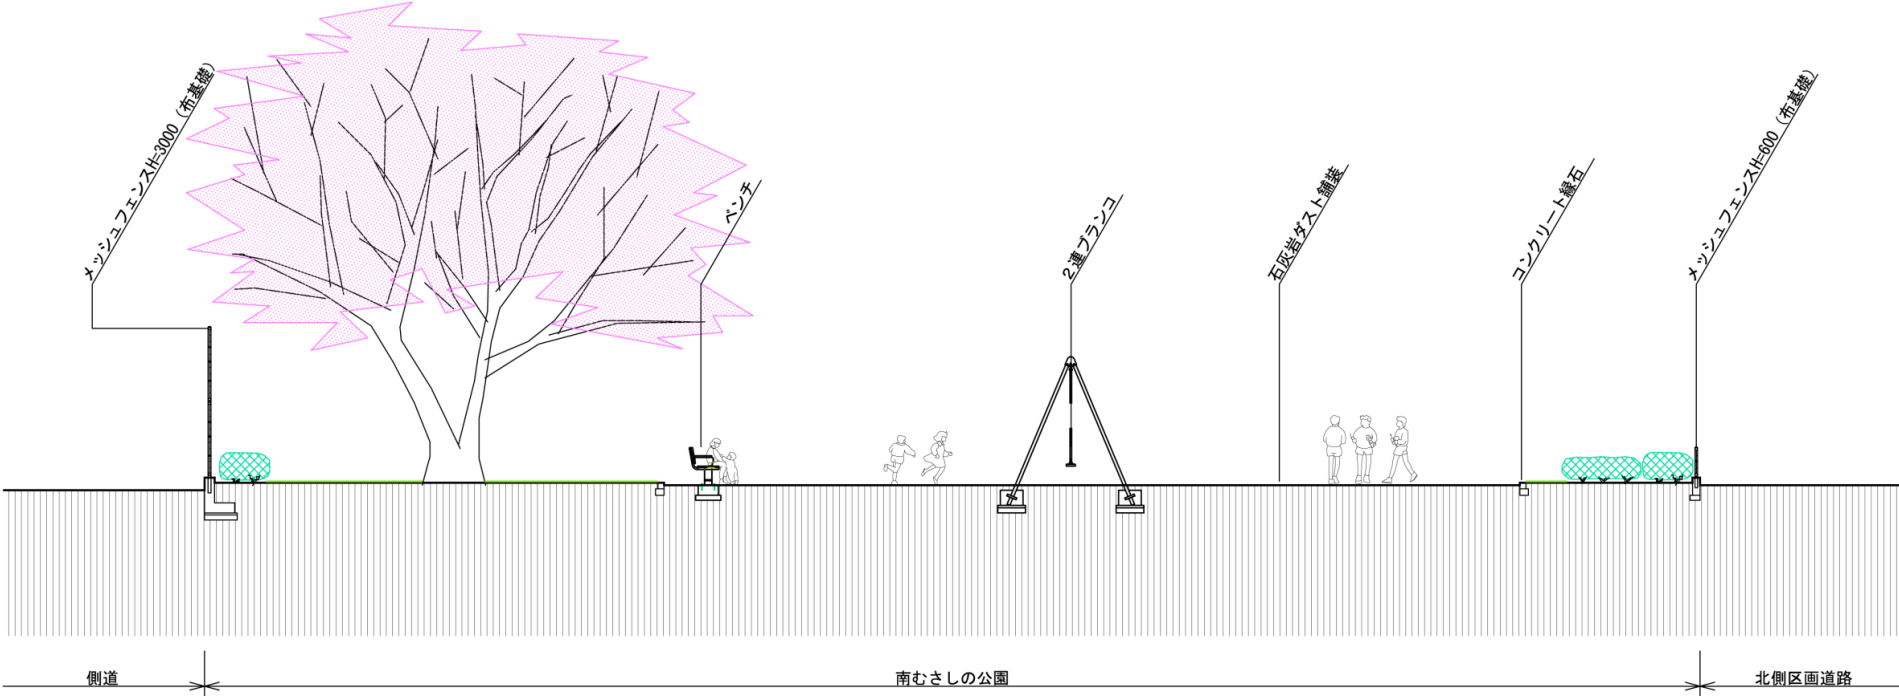 メッシュフェンスH=3000（布基礎）
ベンチ
２連ブランコ
石灰岩ダスト舗装
コンクリート縁石
メッシュフェンスH=600（布基礎）
側道
南むさしの公園
北側区画道路